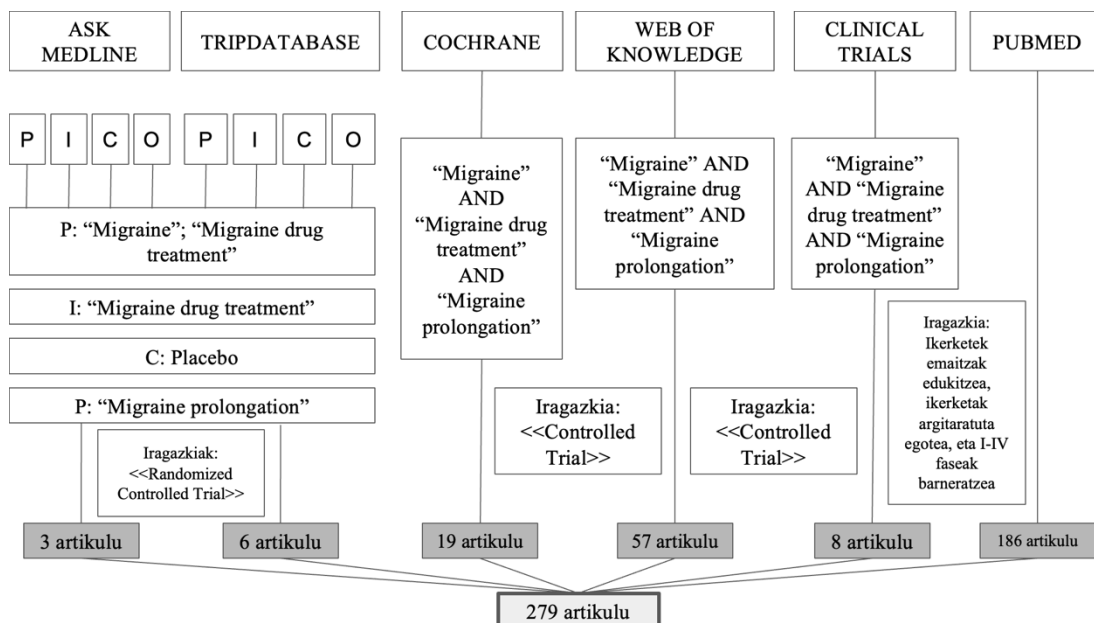 ASK
MEDLINE
TRIPDATABASE
COCHRANE
WEB OF
KNOWLEDGE
CLINICAL
TRIALS
PUBMED
P I C O P I C O
P: “Migraine”; “Migraine drug
treatment”
I: “Migraine drug treatment”
C: Placebo
P: “Migraine prolongation”
Iragazkiak:
<<Randomized
Controlled Trial>>
“Migraine”
AND
“Migraine drug
treatment”
AND
“Migraine
prolongation”
“Migraine” AND
“Migraine drug
treatment” AND
“Migraine
prolongation”
“Migraine”
AND “Migraine
drug treatment”
AND “Migraine
prolongation”
Iragazkia:
<<Controlled
Trial>>
Iragazkia:
<<Controlled
Trial>>
Iragazkia:
Ikerketek
emaitzak
edukitzea,
ikerketak
argitaratuta
egotea, eta I-IV
faseak
barneratzea
3 artikulu
6 artikulu
19 artikulu
57 artikulu
8 artikulu
186 artikulu
279 artikulu